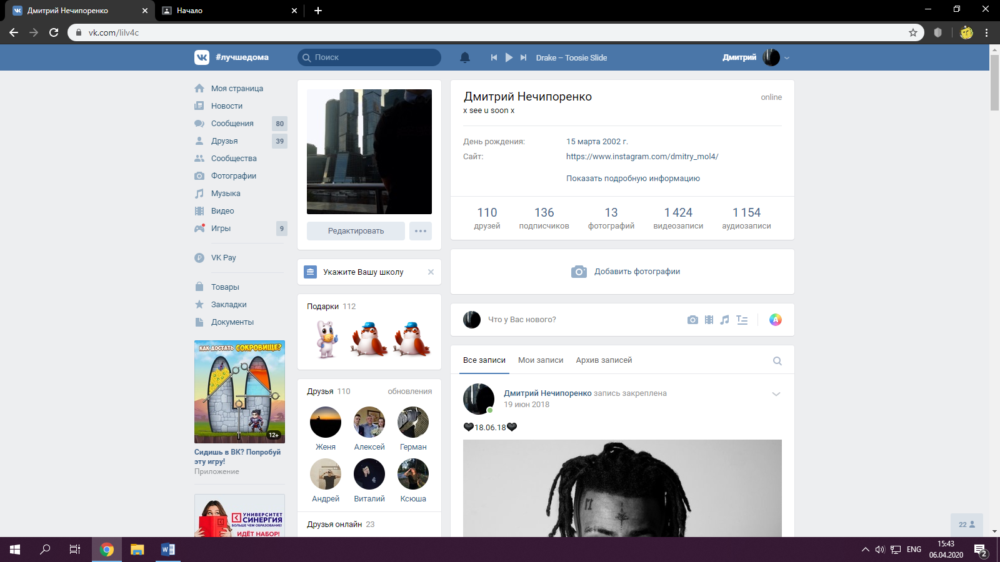 Дмитрий Нечипоренко
Начало
vk.com/lilv4c
#лучшедома
Поиск
Drake – Toosie Slide
Дмитрий
Моя страница
Новости
Сообщения 80
Друзья 39
Сообщества
Фотографии
Музыка
Видео
Игры 9
VK Pay
Товары
Закладки
Документы
КАК ДОСТАТЬ СОКРОВИЩЕ?
12+
Сидишь в ВК? Попробуй
эту игру!
Приложение
УНИВЕРСИТЕТ
СИНЕРГИЯ
БОЛЬШЕ ЧЕМ ОБРАЗОВАНИЕ!
ИДЁТ НАБОР!
Редактировать
Укажите Вашу школу
Подарки 112
Друзья 110 обновления
Женя Алексей Герман
Андрей Виталий Ксюша
Друзья онлайн 23
Дмитрий Нечипоренко online
x see u soon x
День рождения: 15 марта 2002 г.
Сайт: https://www.instagram.com/dmitry_mol4/
Показать подробную информацию
110 136 13 1 424 1 154
друзей подписчиков фотографий видеозаписи аудиозаписи
Добавить фотографии
Что у Вас нового?
Все записи Мои записи Архив записей
Дмитрий Нечипоренко запись закреплена
19 июн 2018
🖤18.06.18🖤
22
ENG
15:43
06.04.2020
2